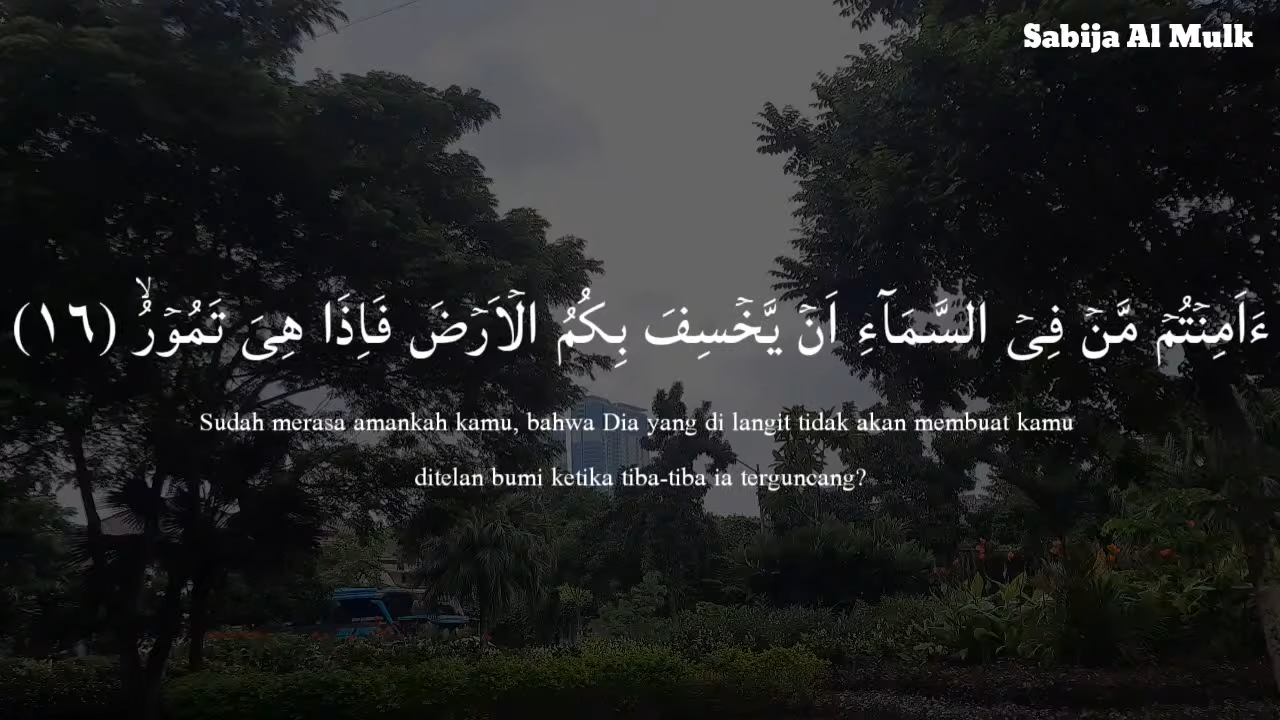 Sabija Al Mulk
ءَاَمِنۡتُمۡ مَّنۡ فِىۡ السَّمَآءِ اَنۡ يَّخۡسِفَ بِكُمُ الۡاَرۡضَ فَاِذَا هِىَ تَمُوۡرُۙ (١٦)
Sudah merasa amankah kamu, bahwa Dia yang di langit tidak akan membuat kamu
ditelan bumi ketika tiba-tiba ia terguncang?